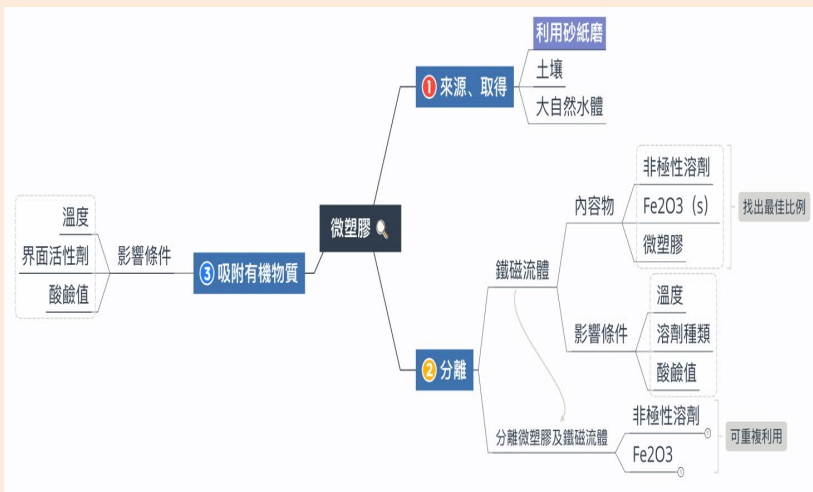 微塑膠
① 來源、取得
利用砂紙磨
土壤
大自然水體
② 分離
鐵磁流體
內容物
非極性溶劑
Fe2O3（s）
微塑膠
找出最佳比例
影響條件
溫度
溶劑種類
酸鹼值
分離微塑膠及鐵磁流體
非極性溶劑
Fe2O3
可重複利用
③ 吸附有機物質
影響條件
溫度
界面活性劑
酸鹼值